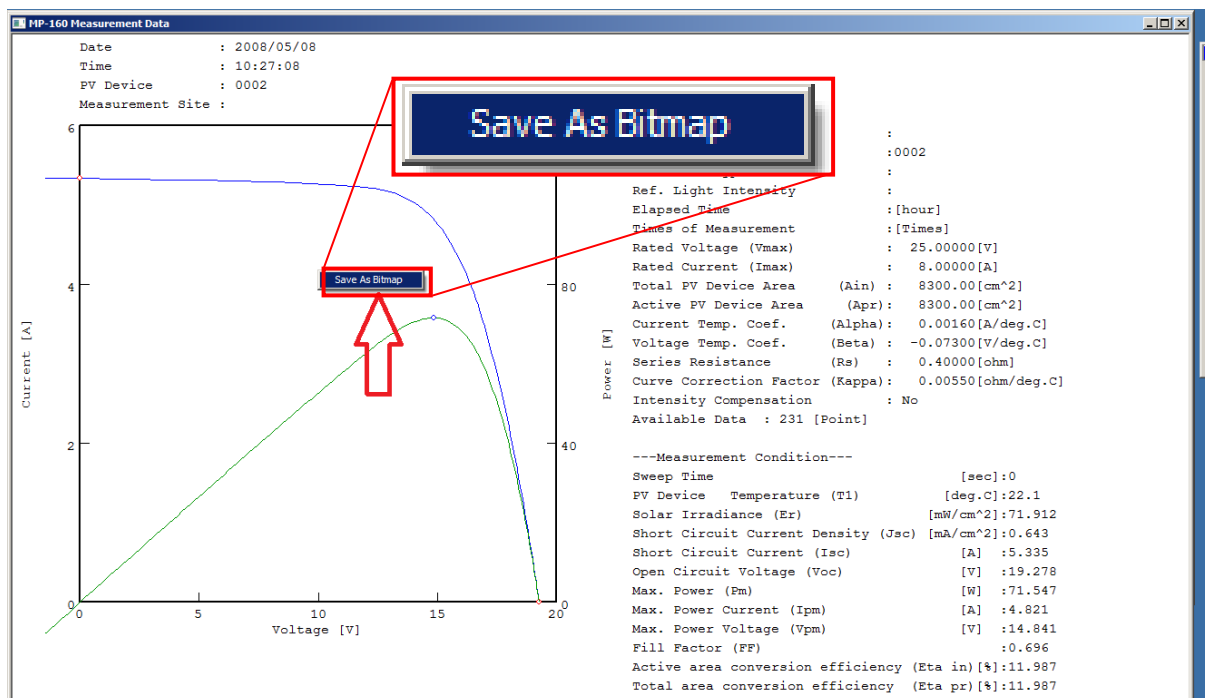 MP-160 Measurement Data
Date : 2008/05/08
Time : 10:27:08
PV Device : 0002
Measurement Site :
Save As Bitmap
6
4
2
0
Current [A]
Save As Bitmap
80
40
0
Power [W]
0 5 10 15 20
Voltage [V]
:
:0002
:
Ref. Light Intensity :
Elapsed Time :[hour]
Times of Measurement :[Times]
Rated Voltage (Vmax) : 25.00000[V]
Rated Current (Imax) : 8.00000[A]
Total PV Device Area (Ain) : 8300.00[cm^2]
Active PV Device Area (Apr): 8300.00[cm^2]
Current Temp. Coef. (Alpha): 0.00160[A/deg.C]
Voltage Temp. Coef. (Beta) : -0.07300[V/deg.C]
Series Resistance (Rs) : 0.40000[ohm]
Curve Correction Factor (Kappa): 0.00550[ohm/deg.C]
Intensity Compensation : No
Available Data : 231 [Point]
---Measurement Condition---
Sweep Time [sec]:0
PV Device Temperature (T1) [deg.C]:22.1
Solar Irradiance (Er) [mW/cm^2]:71.912
Short Circuit Current Density (Jsc) [mA/cm^2]:0.643
Short Circuit Current (Isc) [A] :5.335
Open Circuit Voltage (Voc) [V] :19.278
Max. Power (Pm) [W] :71.547
Max. Power Current (Ipm) [A] :4.821
Max. Power Voltage (Vpm) [V] :14.841
Fill Factor (FF) :0.696
Active area conversion efficiency (Eta in)[%]:11.987
Total area conversion efficiency (Eta pr)[%]:11.987